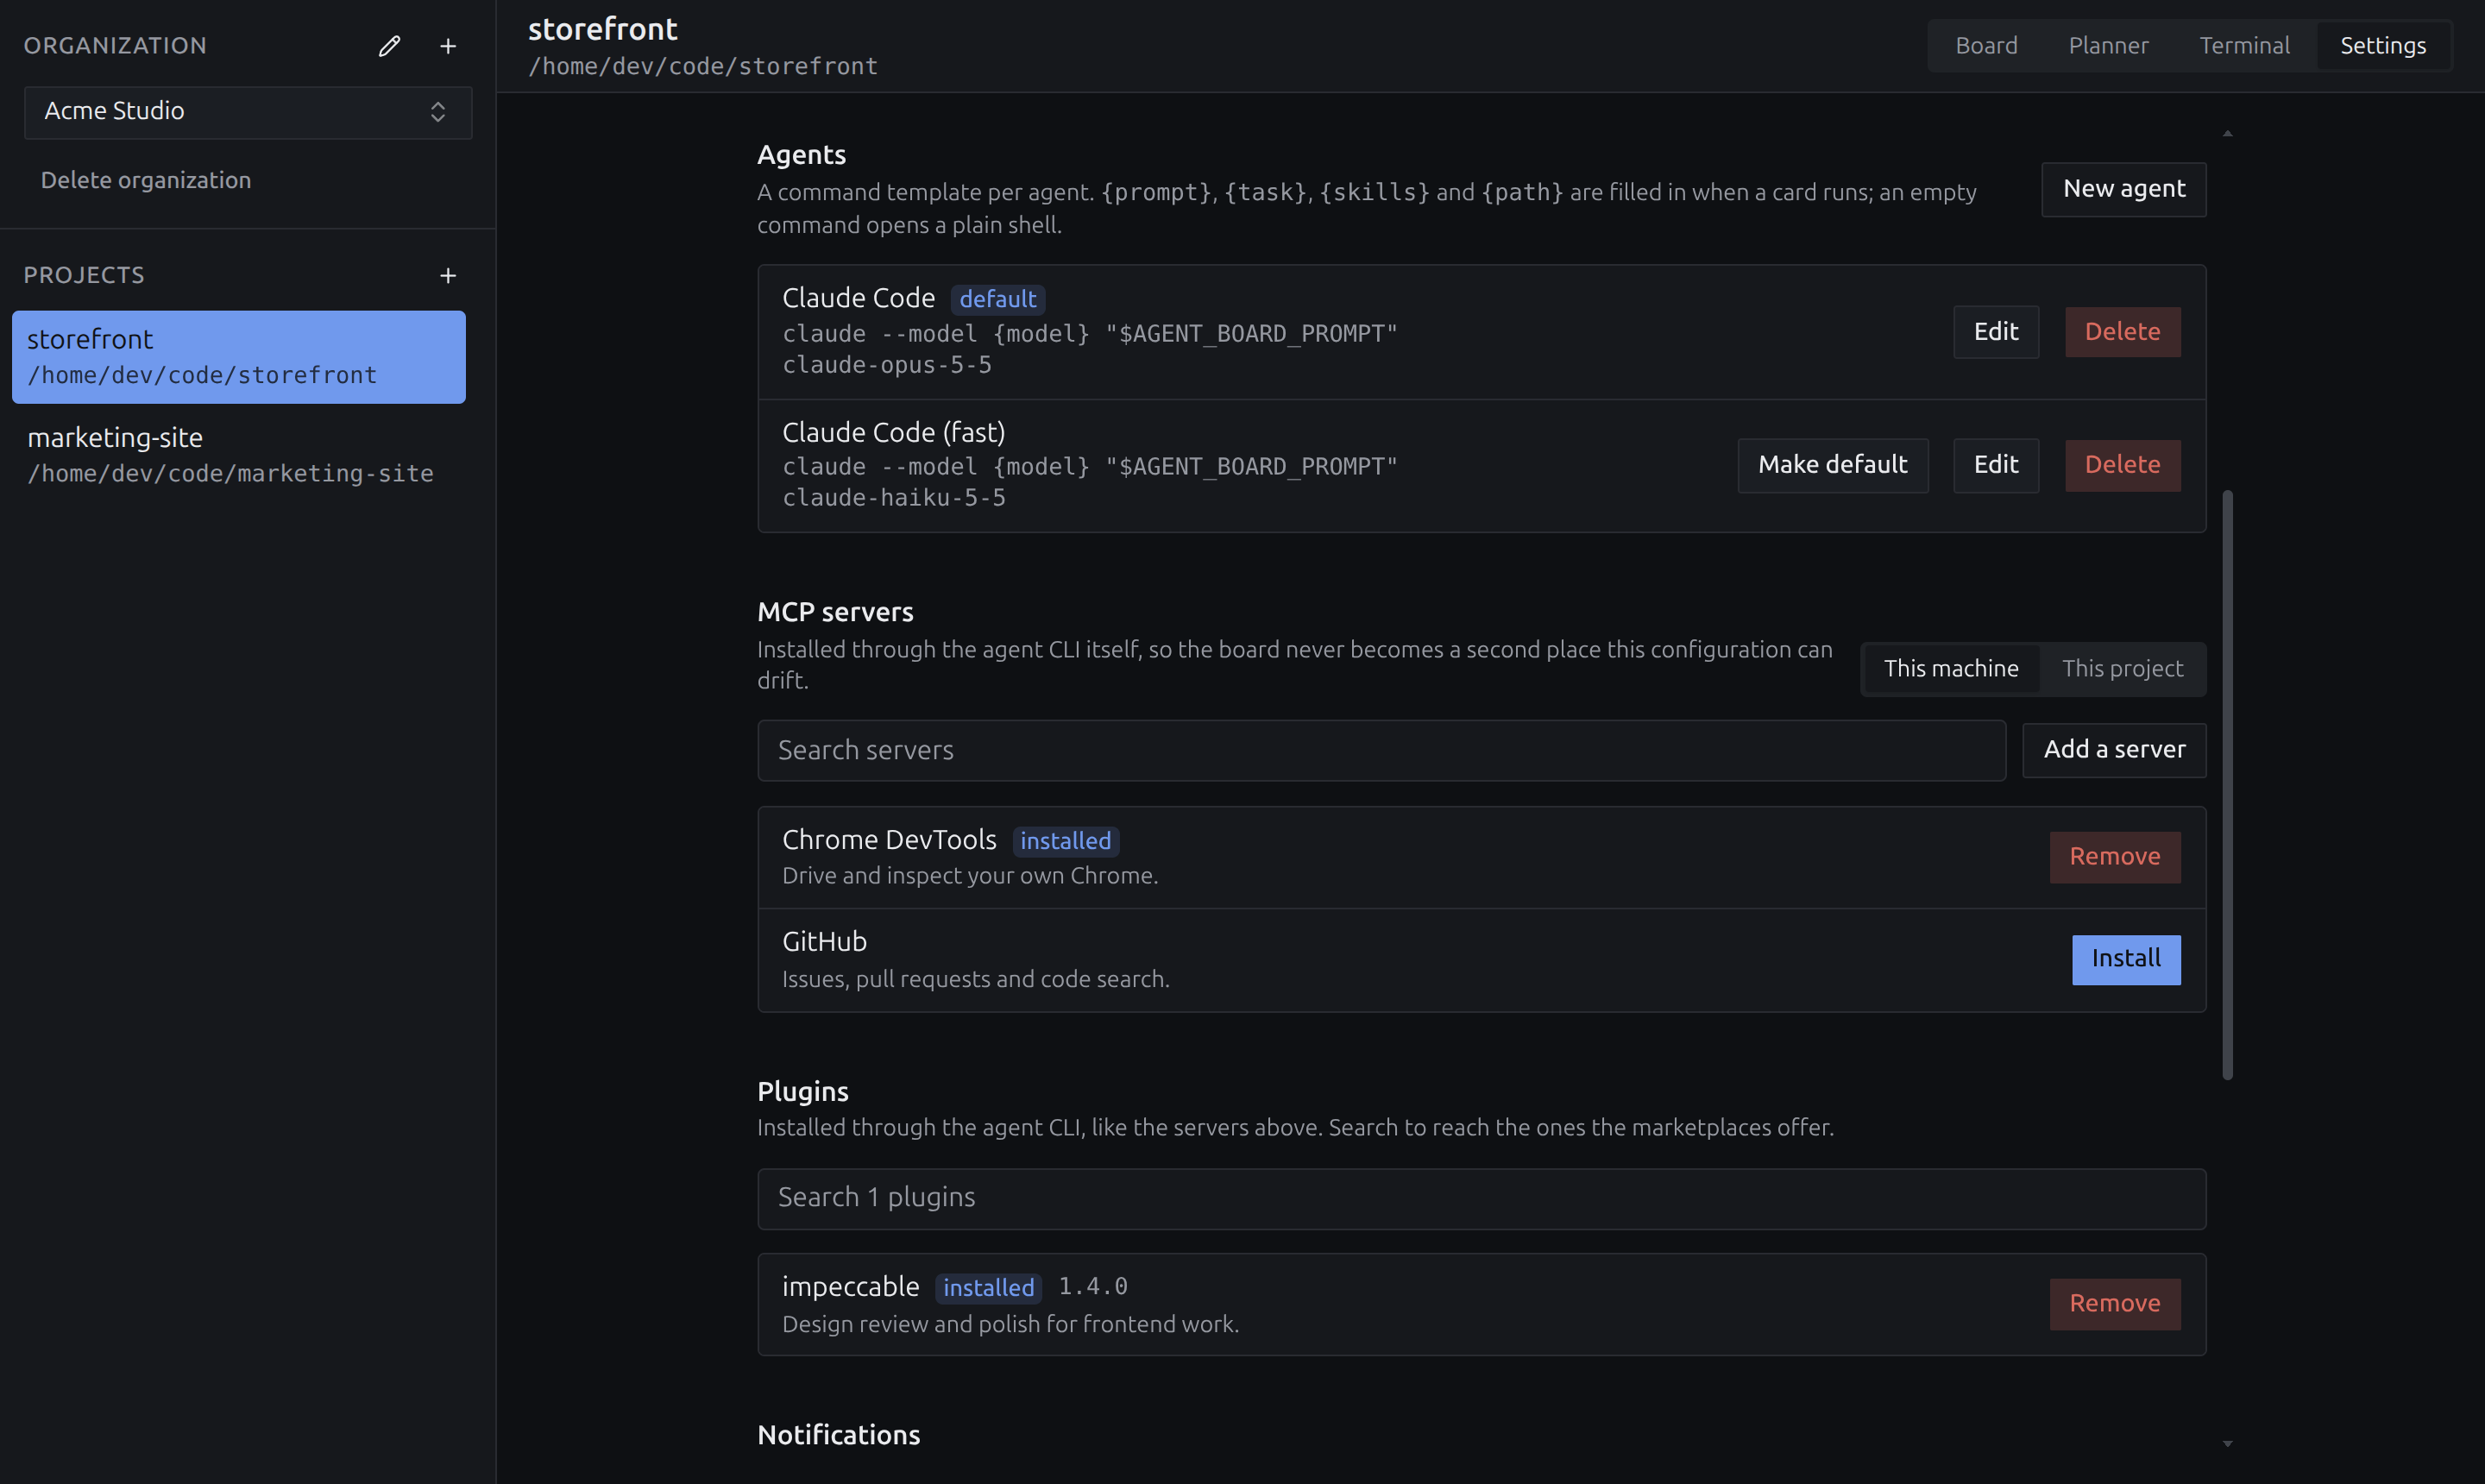 ORGANIZATION
Acme Studio
Delete organization
PROJECTS
storefront
/home/dev/code/storefront
marketing-site
/home/dev/code/marketing-site
storefront
/home/dev/code/storefront
Board
Planner
Terminal
Settings
Agents
A command template per agent. {prompt}, {task}, {skills} and {path} are filled in when a card runs; an empty
command opens a plain shell.
New agent
Claude Code default
claude --model {model} "$AGENT_BOARD_PROMPT"
claude-opus-5-5
Edit
Delete
Claude Code (fast)
claude --model {model} "$AGENT_BOARD_PROMPT"
claude-haiku-5-5
Make default
Edit
Delete
MCP servers
Installed through the agent CLI itself, so the board never becomes a second place this configuration can
drift.
This machine
This project
Search servers
Add a server
Chrome DevTools installed
Drive and inspect your own Chrome.
Remove
GitHub
Issues, pull requests and code search.
Install
Plugins
Installed through the agent CLI, like the servers above. Search to reach the ones the marketplaces offer.
Search 1 plugins
impeccable installed 1.4.0
Design review and polish for frontend work.
Remove
Notifications